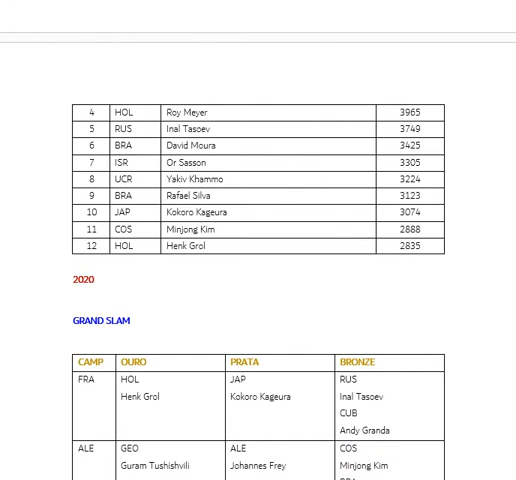 4 HOL Roy Meyer 3965
5 RUS Inal Tasoev 3749
6 BRA David Moura 3425
7 ISR Or Sasson 3305
8 UCR Yakiv Khammo 3224
9 BRA Rafael Silva 3123
10 JAP Kokoro Kageura 3074
11 COS Minjong Kim 2888
12 HOL Henk Grol 2835
2020
GRAND SLAM
CAMP OURO PRATA BRONZE
FRA HOL JAP RUS
Henk Grol Kokoro Kageura Inal Tasoev
CUB
Andy Granda
ALE GEO ALE COS
Guram Tushishvili Johannes Frey Minjong Kim